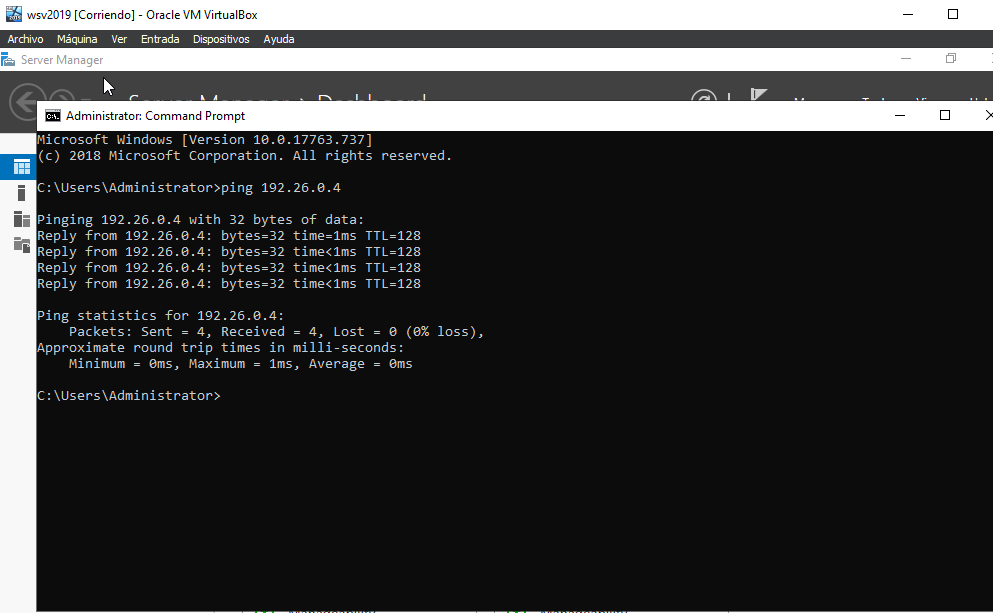 wsv2019 [Corriendo] - Oracle VM VirtualBox
Archivo Máquina Ver Entrada Dispositivos Ayuda
Server Manager
Administrator: Command Prompt
Microsoft Windows [Version 10.0.17763.737]
(c) 2018 Microsoft Corporation. All rights reserved.
C:\Users\Administrator>ping 192.26.0.4
Pinging 192.26.0.4 with 32 bytes of data:
Reply from 192.26.0.4: bytes=32 time=1ms TTL=128
Reply from 192.26.0.4: bytes=32 time<1ms TTL=128
Reply from 192.26.0.4: bytes=32 time<1ms TTL=128
Reply from 192.26.0.4: bytes=32 time<1ms TTL=128
Ping statistics for 192.26.0.4:
Packets: Sent = 4, Received = 4, Lost = 0 (0% loss),
Approximate round trip times in milli-seconds:
Minimum = 0ms, Maximum = 1ms, Average = 0ms
C:\Users\Administrator>